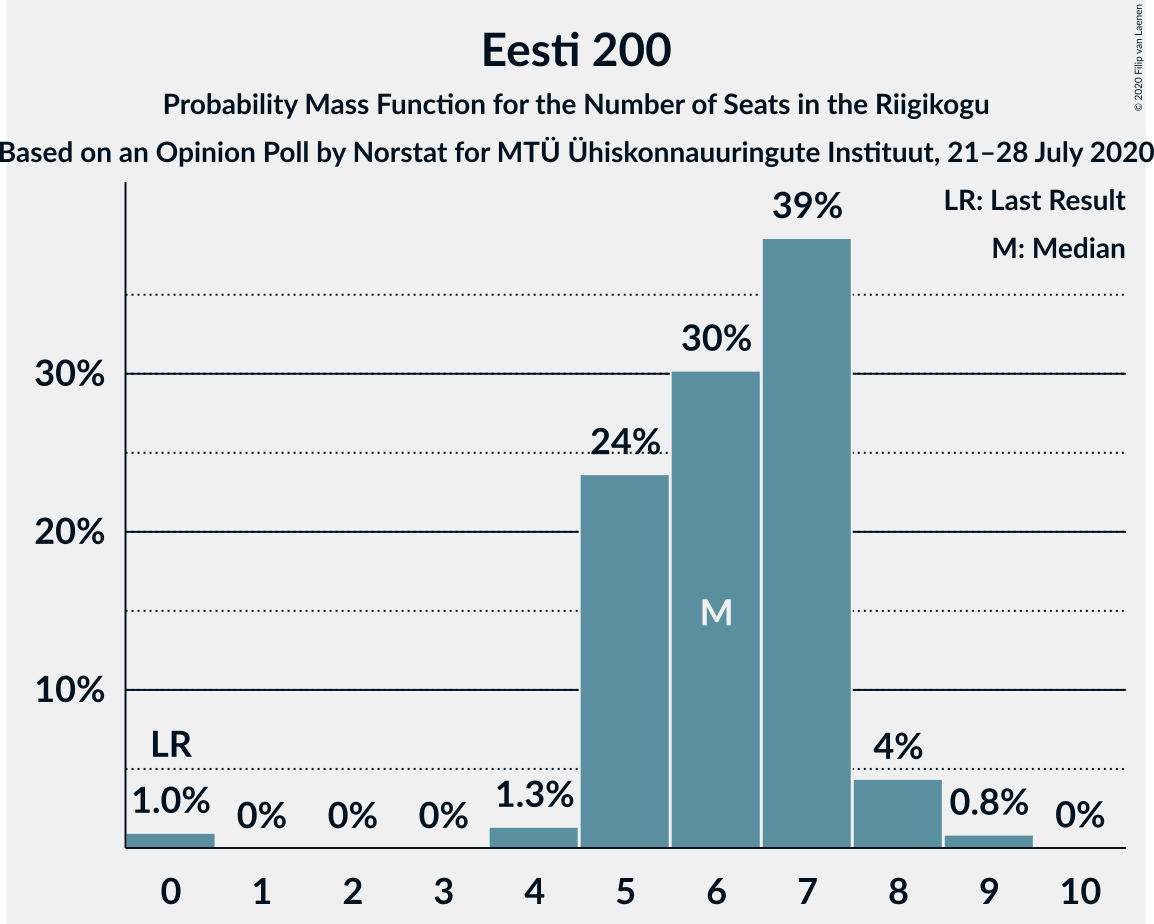 Eesti 200
Probability Mass Function for the Number of Seats in the Riigikogu
Based on an Opinion Poll by Norstat for MTÜ Ühiskonnauuringute Instituut, 21–28 July 2020
© 2020 Filip van Laenen
LR: Last Result
M: Median
39%
30%
30%
24%
20%
M
10%
LR
4%
1.0%
0%
0%
0%
1.3%
0.8%
0%
0 1 2 3 4 5 6 7 8 9 10